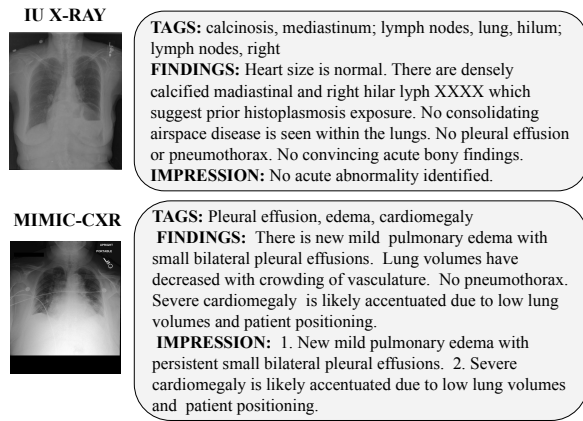 IU X-RAY
TAGS: calcinosis, mediastinum; lymph nodes, lung, hilum;
lymph nodes, right
FINDINGS: Heart size is normal. There are densely
calcified madiastinal and right hilar lyph XXXX which
suggest prior histoplasmosis exposure. No consolidating
airspace disease is seen within the lungs. No pleural effusion
or pneumothorax. No convincing acute bony findings.
IMPRESSION: No acute abnormality identified.
MIMIC-CXR
UPRIGHT
PORTABLE
TAGS: Pleural effusion, edema, cardiomegaly
FINDINGS: There is new mild pulmonary edema with
small bilateral pleural effusions. Lung volumes have
decreased with crowding of vasculature. No pneumothorax.
Severe cardiomegaly is likely accentuated due to low lung
volumes and patient positioning.
IMPRESSION: 1. New mild pulmonary edema with
persistent small bilateral pleural effusions. 2. Severe
cardiomegaly is likely accentuated due to low lung volumes
and patient positioning.